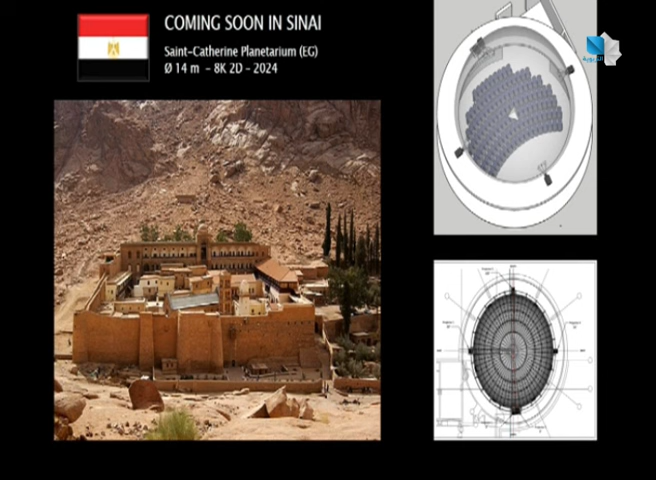 COMING SOON IN SINAI
Saint-Catherine Planetarium (EG)
Ø 14 m - 8K 2D - 2024